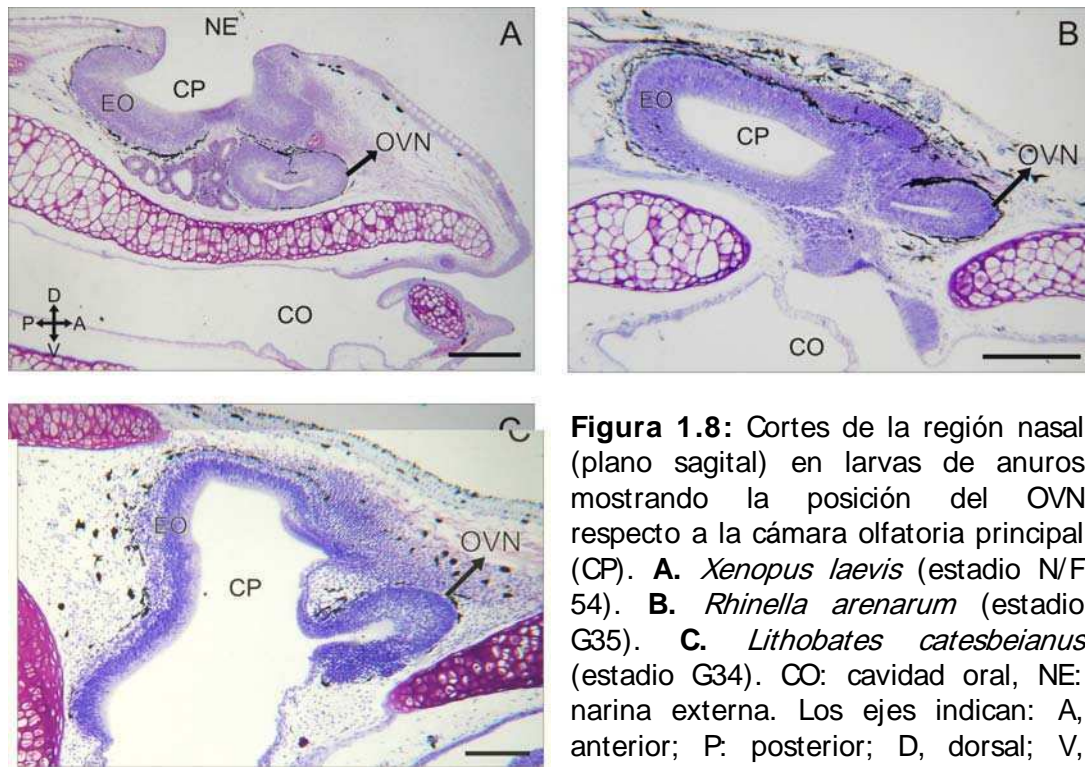 NE
A
CP
EO
OVN
D
P A
V
CO
B
EO
CP
OVN
CO
C
EO
OVN
CP
Figura 1.8: Cortes de la región nasal
(plano sagital) en larvas de anuros
mostrando la posición del OVN
respecto a la cámara olfatoria principal
(CP). A. Xenopus laevis (estadio N/F
54). B. Rhinella arenarum (estadio
G35). C. Lithobates catesbeianus
(estadio G34). CO: cavidad oral, NE:
narina externa. Los ejes indican: A,
anterior; P: posterior; D, dorsal; V,